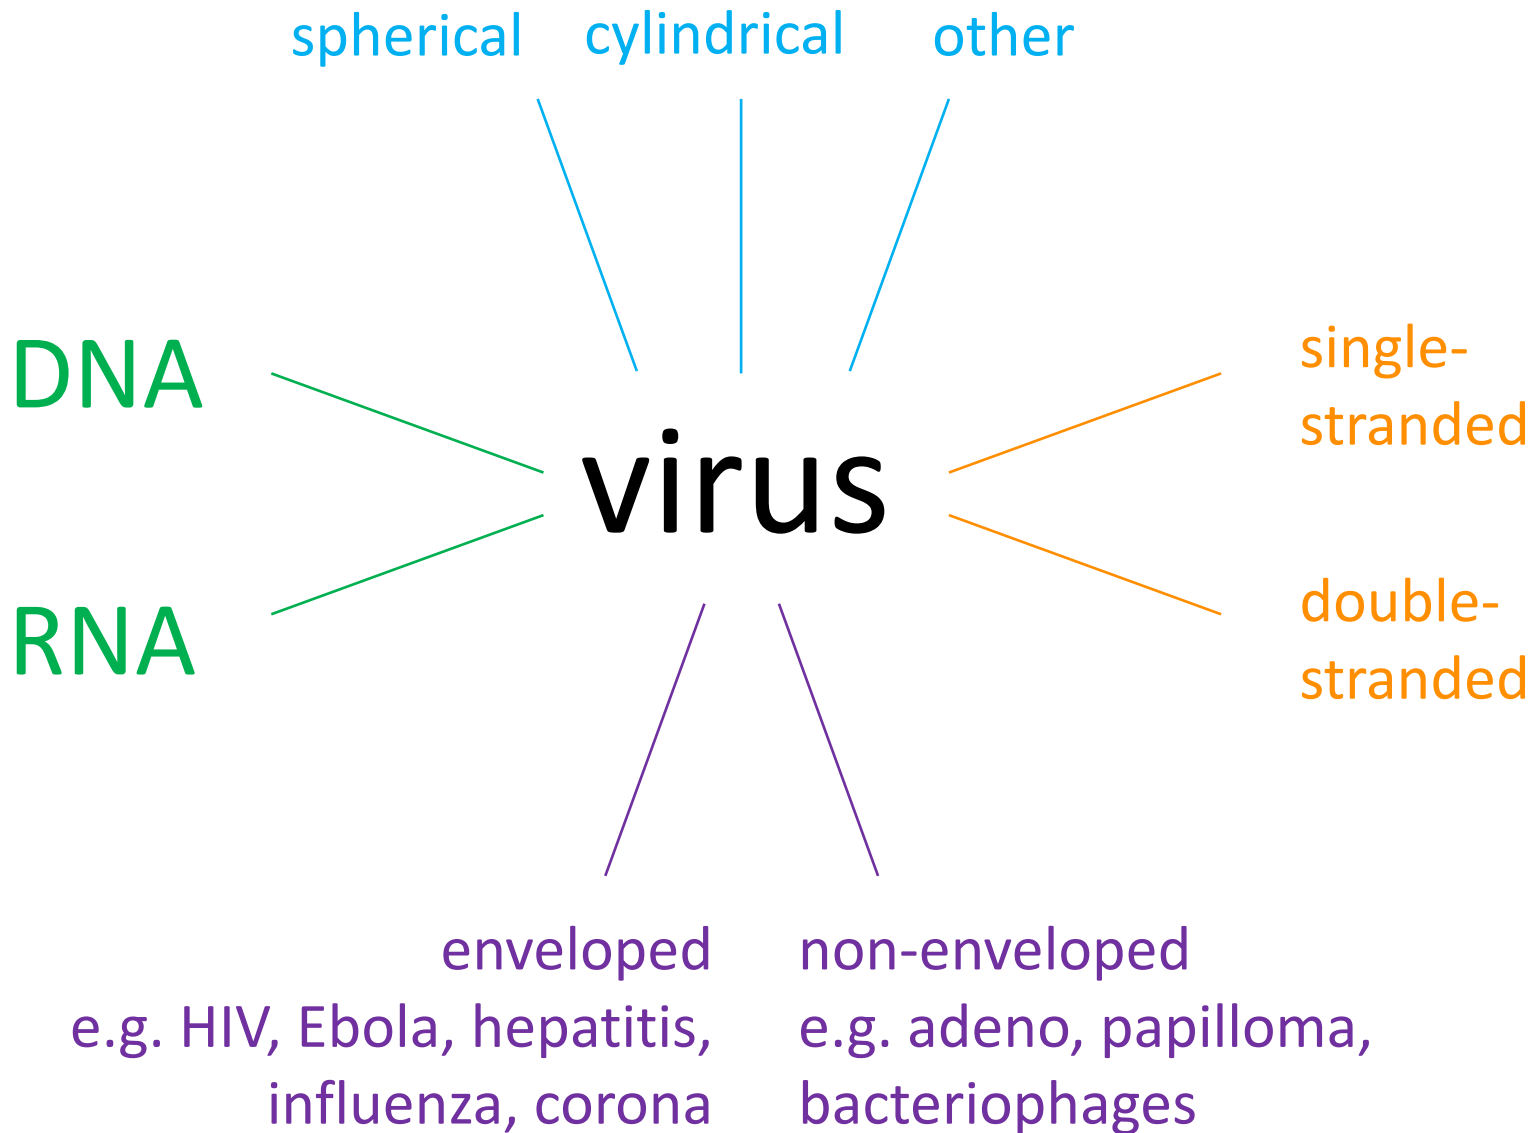 spherical
cylindrical
other
DNA
RNA
virus
single-
stranded
double-
stranded
enveloped
e.g. HIV, Ebola, hepatitis,
influenza, corona
non-enveloped
e.g. adeno, papilloma,
bacteriophages